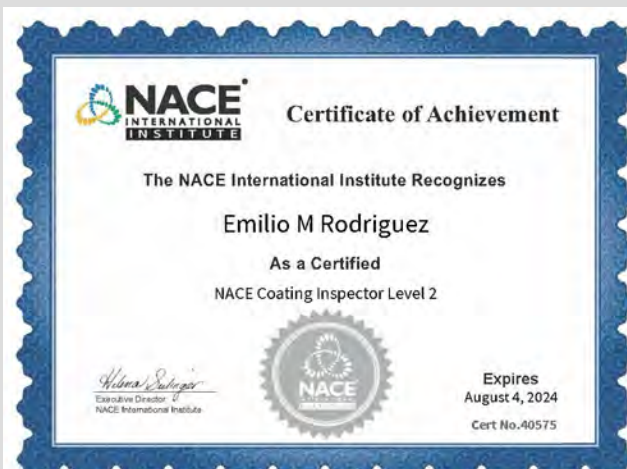 NACE
INTERNATIONAL
INSTITUTE
Certificate of Achievement
The NACE International Institute Recognizes
Emilio M Rodriguez
As a Certified
NACE Coating Inspector Level 2
NACE
INTERNATIONAL
Executive Director
NACE International Institute
Expires
August 4, 2024
Cert No.40575